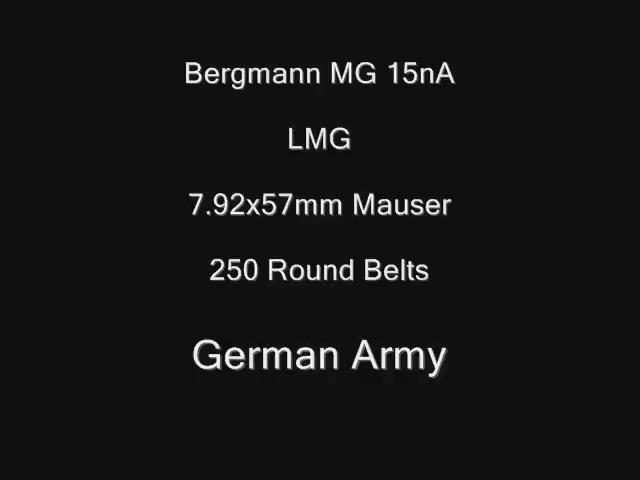 Bergmann MG 15nA
LMG
7.92x57mm Mauser
250 Round Belts
German Army